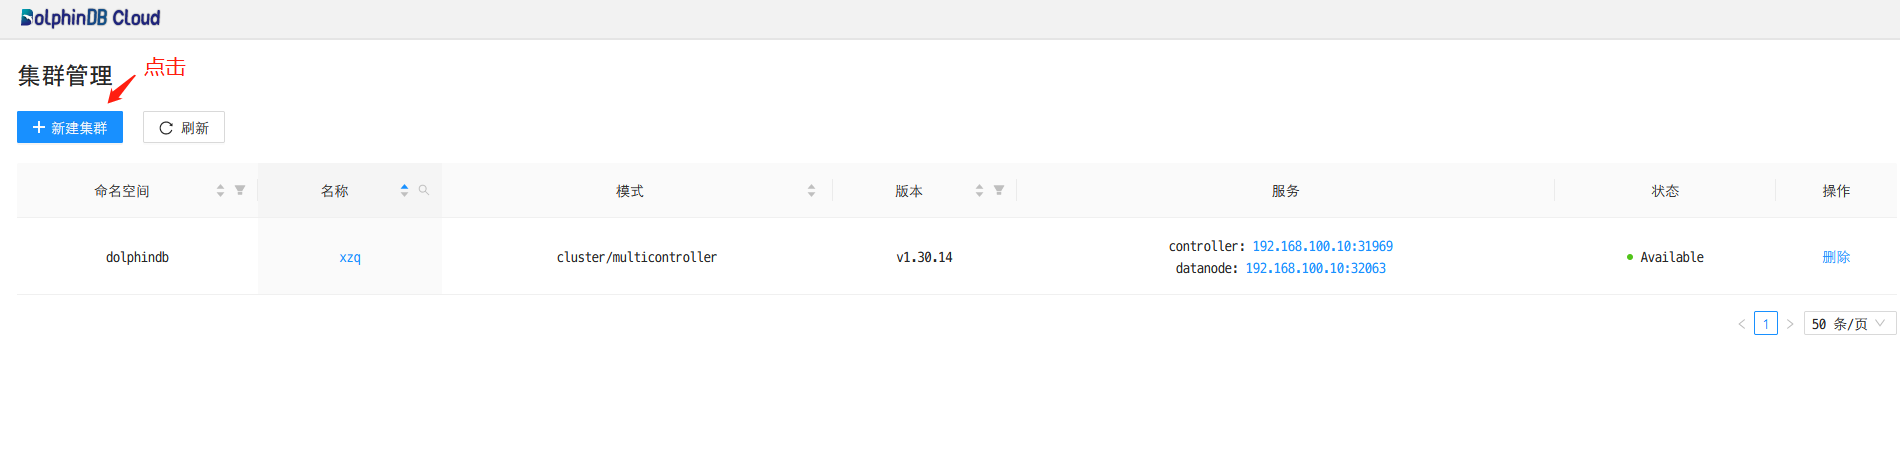 DolphinDB Cloud
集群管理
点击
新建集群 刷新
命名空间 名称 模式 版本 服务 状态 操作
dolphindb xzq cluster/multicontroller v1.30.14 controller: 192.168.100.10:31969 Available 删除
datanode: 192.168.100.10:32063
1 50 条/页